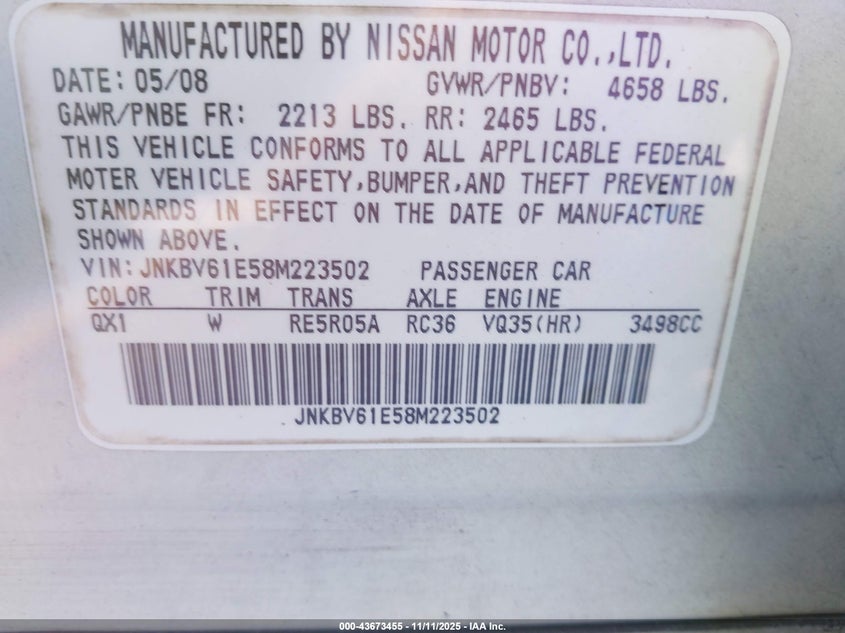 MANUFACTURED BY NISSAN MOTOR CO.,LTD.
DATE: 05/08 GVWR/PNBV: 4658 LBS.
GAWR/PNBE FR: 2213 LBS. RR: 2465 LBS.
THIS VEHICLE CONFORMS TO ALL APPLICABLE FEDERAL
MOTER VEHICLE SAFETY,BUMPER,AND THEFT PREVENTION
STANDARDS IN EFFECT ON THE DATE OF MANUFACTURE
SHOWN ABOVE.
VIN: JNKBV61E58M223502 PASSENGER CAR
COLOR TRIM TRANS AXLE ENGINE
QX1 W RE5R05A RC36 VQ35(HR) 3498CC
JNKBV61E58M223502
000-43673455 - 11/11/2025 - IAA Inc.